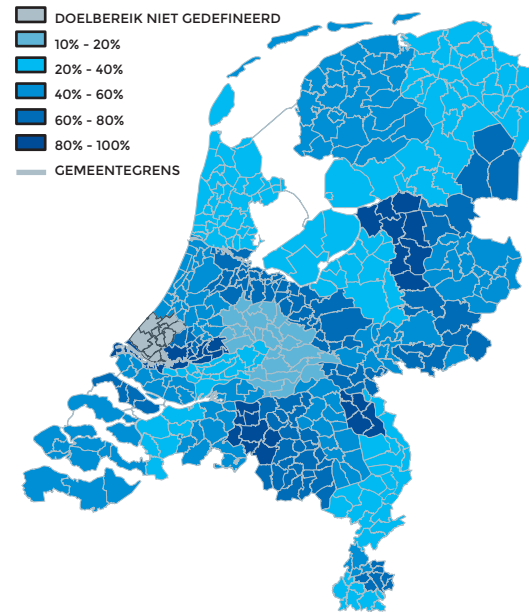 DOELBEREIK NIET GEDEFINEERD
10% - 20%
20% - 40%
40% - 60%
60% - 80%
80% - 100%
GEMEENTEGRENS